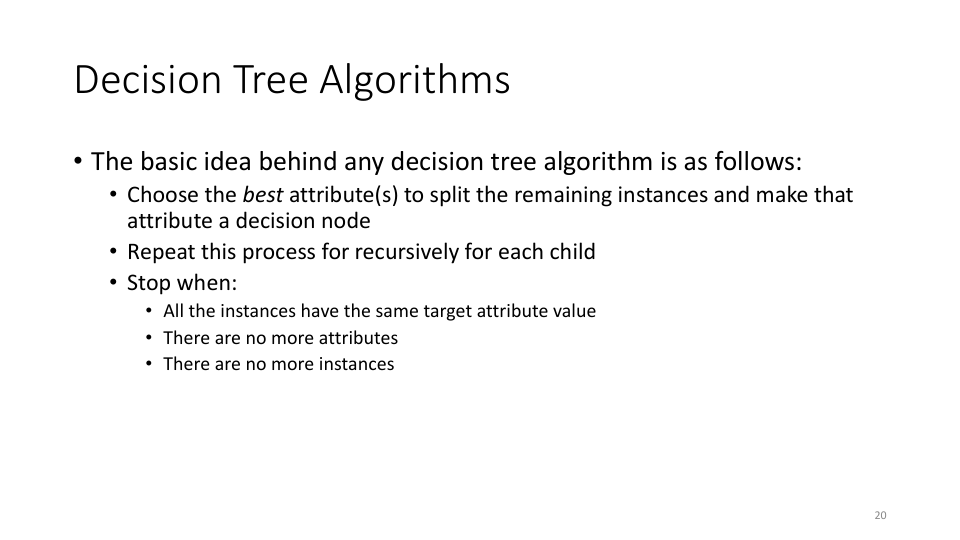 Decision Tree Algorithms
• The basic idea behind any decision tree algorithm is as follows:
• Choose the best attribute(s) to split the remaining instances and make that
attribute a decision node
• Repeat this process for recursively for each child
• Stop when:
• All the instances have the same target attribute value
• There are no more attributes
• There are no more instances
20